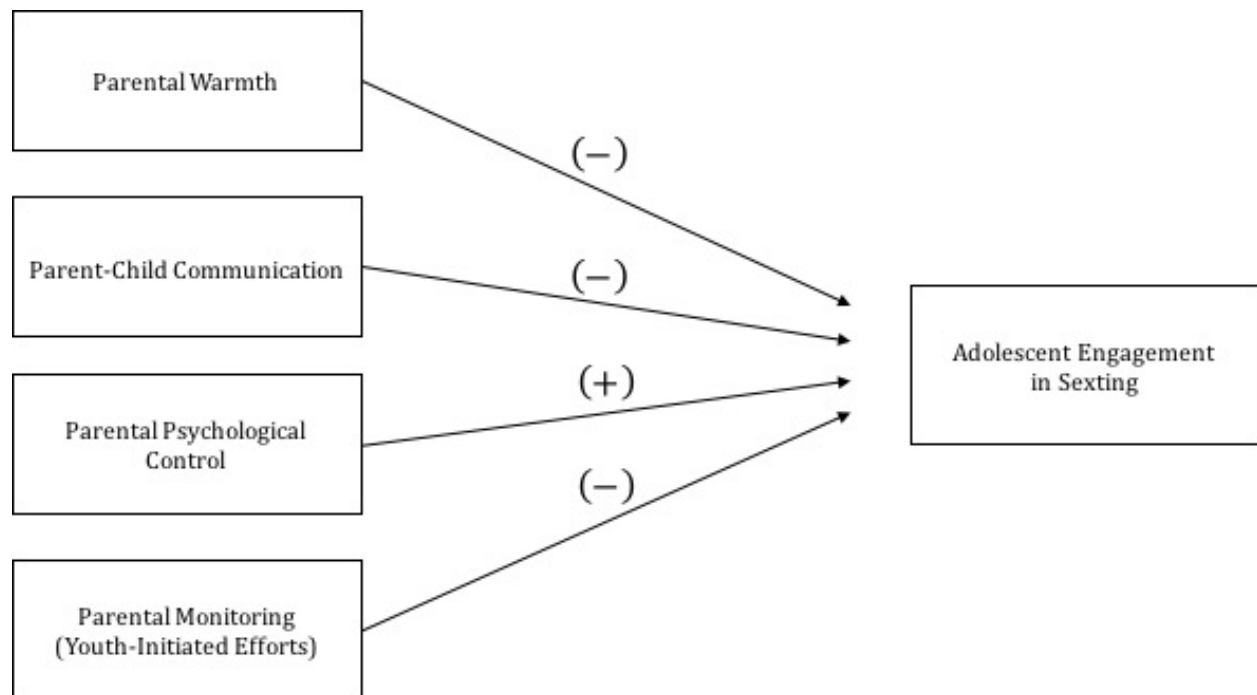 Parental Warmth
(−)
Parent-Child Communication
(−)
Adolescent Engagement
in Sexting
(+)
Parental Psychological
Control
(−)
Parental Monitoring
(Youth-Initiated Efforts)